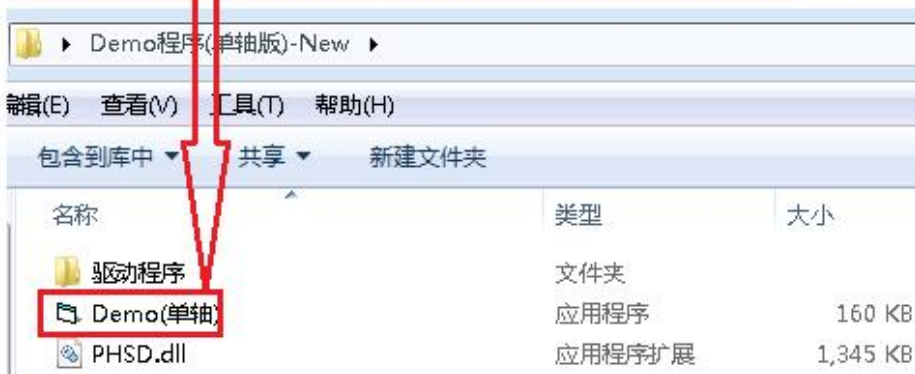 Demo程序(单轴版)-New
编辑(E) 查看(V) 工具(T) 帮助(H)
包含到库中 共享 新建文件夹
名称 类型 大小
驱动程序 文件夹
Demo(单轴) 应用程序 160 KB
PHSD.dll 应用程序扩展 1,345 KB